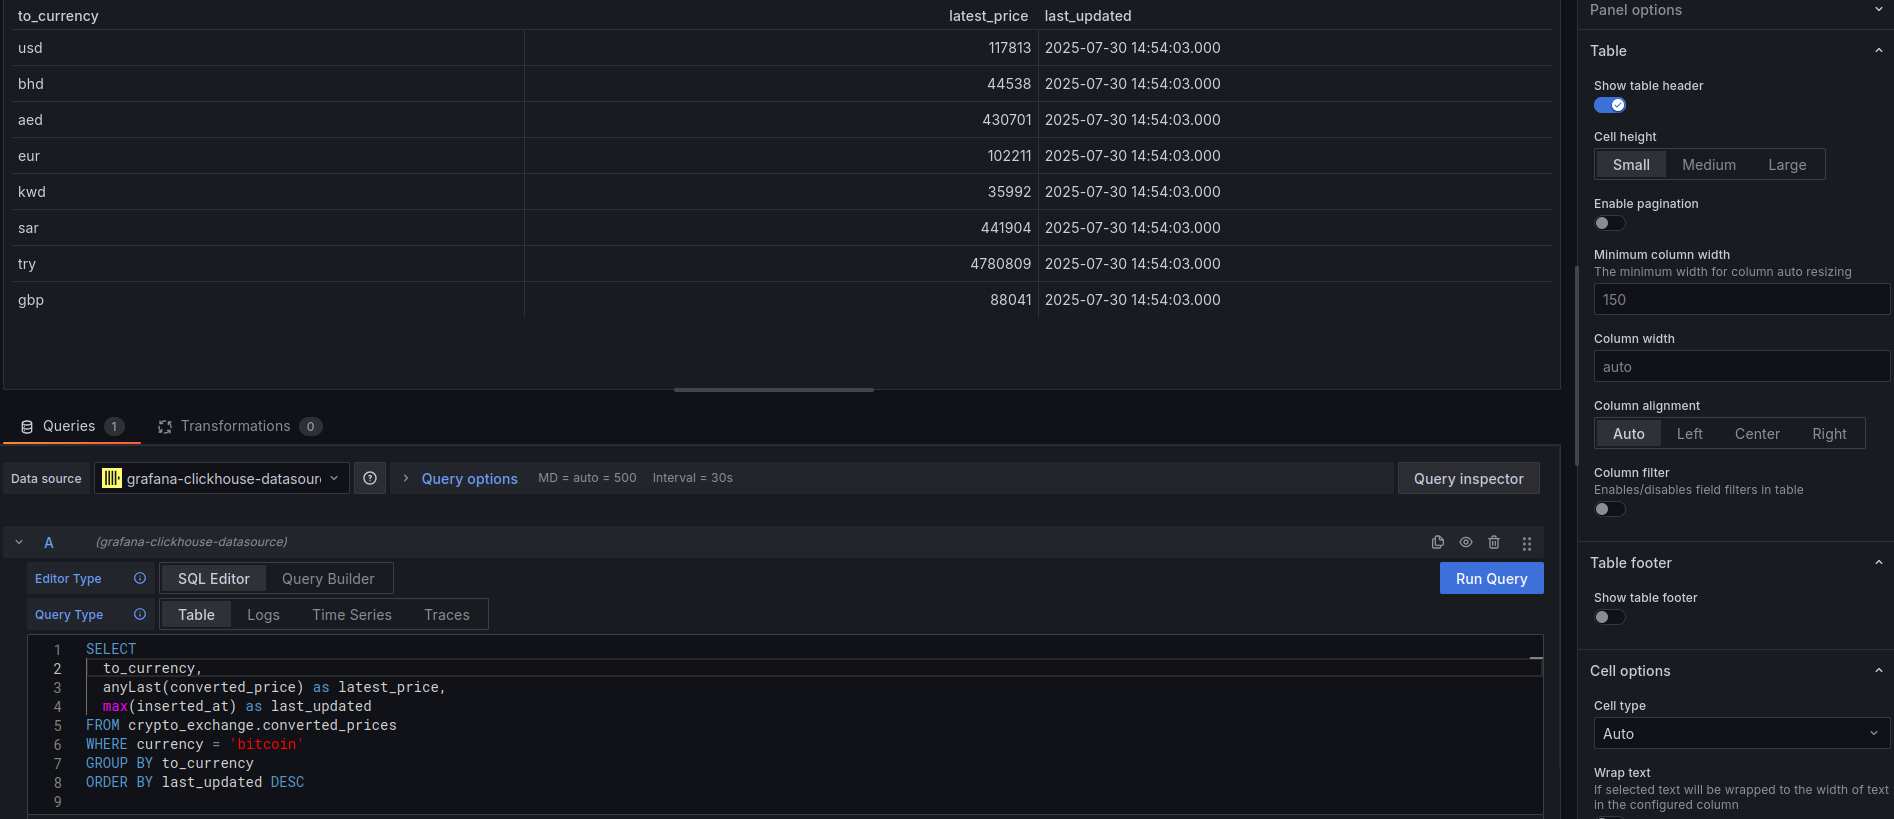 to_currency latest_price last_updated
usd 117813 2025-07-30 14:54:03.000
bhd 44538 2025-07-30 14:54:03.000
aed 430701 2025-07-30 14:54:03.000
eur 102211 2025-07-30 14:54:03.000
kwd 35992 2025-07-30 14:54:03.000
sar 441904 2025-07-30 14:54:03.000
try 4780809 2025-07-30 14:54:03.000
gbp 88041 2025-07-30 14:54:03.000
Queries 1 Transformations 0
Data source grafana-clickhouse-datasour Query options MD = auto = 500 Interval = 30s Query inspector
A (grafana-clickhouse-datasource)
Editor Type SQL Editor Query Builder Run Query
Query Type Table Logs Time Series Traces
1 SELECT
2 to_currency,
3 anyLast(converted_price) as latest_price,
4 max(inserted_at) as last_updated
5 FROM crypto_exchange.converted_prices
6 WHERE currency = 'bitcoin'
7 GROUP BY to_currency
8 ORDER BY last_updated DESC
9
Panel options
Table
Show table header
Cell height
Small Medium Large
Enable pagination
Minimum column width
The minimum width for column auto resizing
150
Column width
auto
Column alignment
Auto Left Center Right
Column filter
Enables/disables field filters in table
Table footer
Show table footer
Cell options
Cell type
Auto
Wrap text
If selected text will be wrapped to the width of text
in the configured column